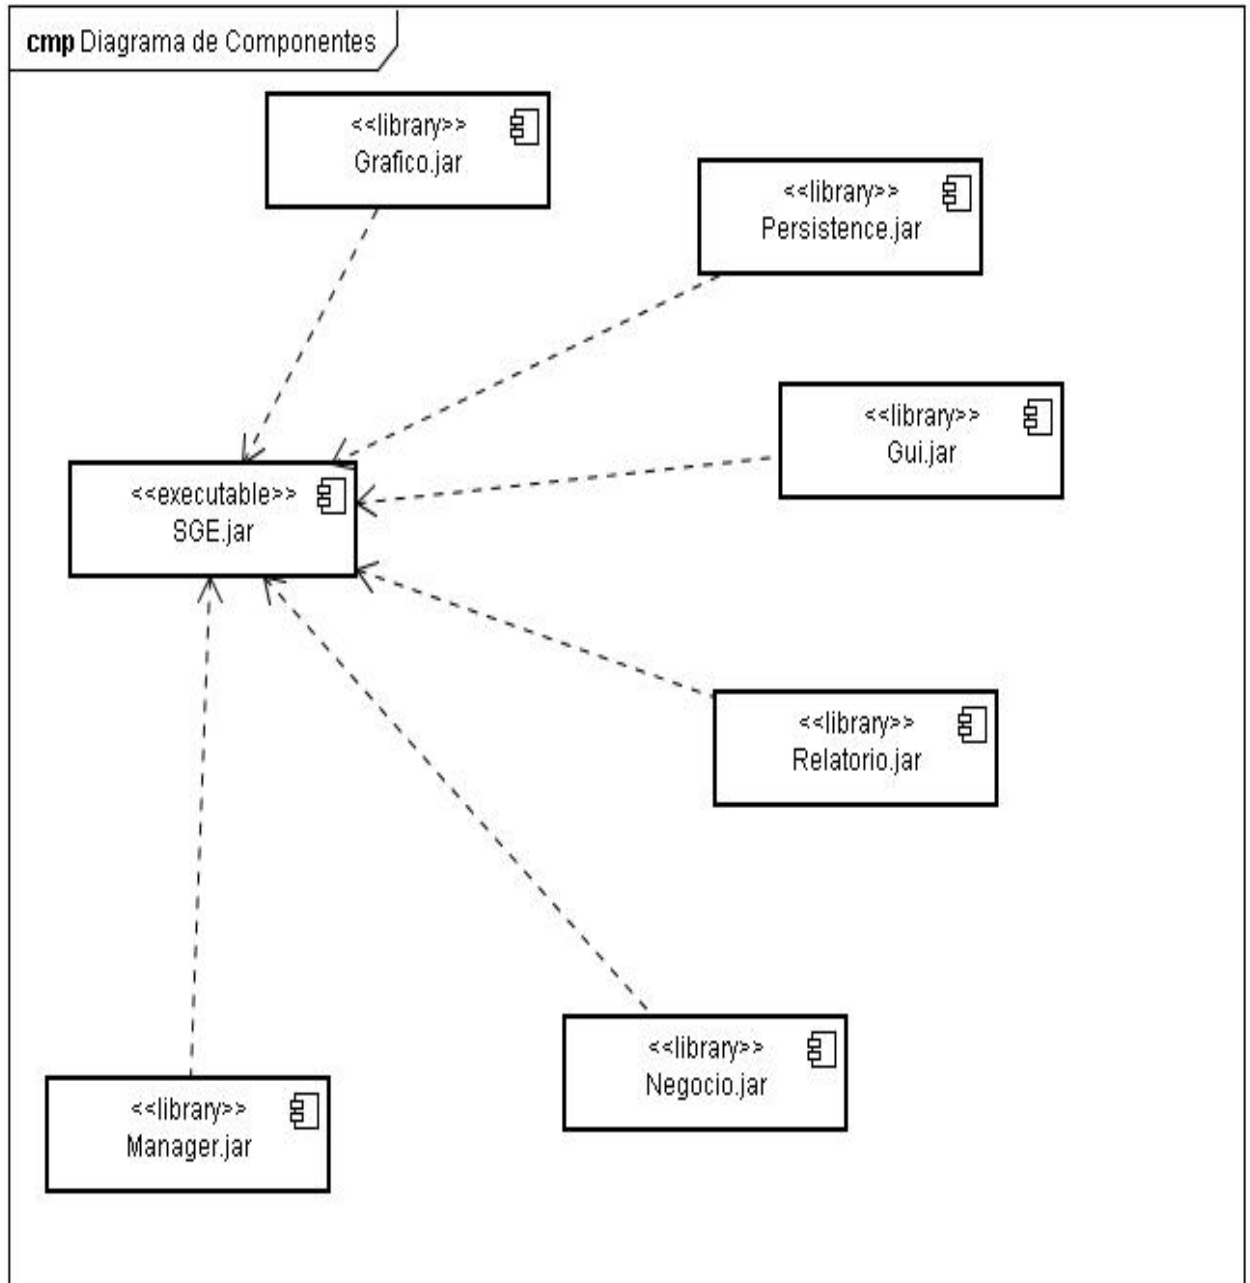 cmp Diagrama de Componentes
<<library>>
Grafico.jar
<<library>>
Persistence.jar
<<library>>
Gui.jar
<<executable>>
SGE.jar
<<library>>
Relatorio.jar
<<library>>
Negocio.jar
<<library>>
Manager.jar